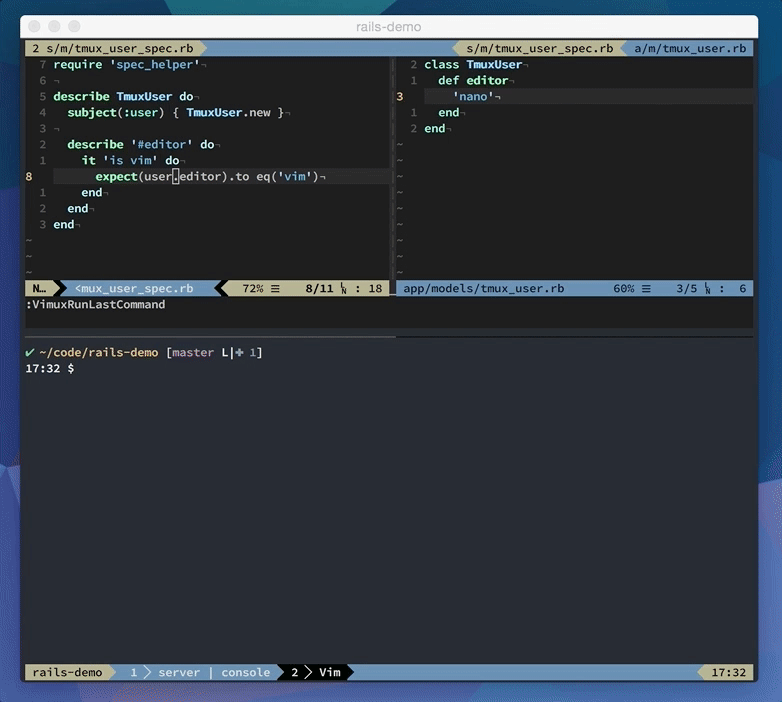 rails-demo
2 s/m/tmux_user_spec.rb
s/m/tmux_user_spec.rb a/m/tmux_user.rb
7 require 'spec_helper'¬
6 ¬
5 describe TmuxUser do¬
4 subject(:user) { TmuxUser.new }¬
3 ¬
2 describe '#editor' do¬
1 it 'is vim' do¬
8 expect(user.editor).to eq('vim')¬
1 end¬
2 end¬
3 end¬
~
~
~
2 class TmuxUser¬
1 def editor¬
3 'nano'¬
1 end¬
2 end¬
~
~
~
~
~
~
~
~
~
N… <mux_user_spec.rb 72% ☰ 8/11 ㏑ : 18
app/models/tmux_user.rb 60% ☰ 3/5 ㏑ : 6
:VimuxRunLastCommand
✔ ~/code/rails-demo [master L|✚ 1]
17:32 $
rails-demo 1 server | console 2 Vim 17:32